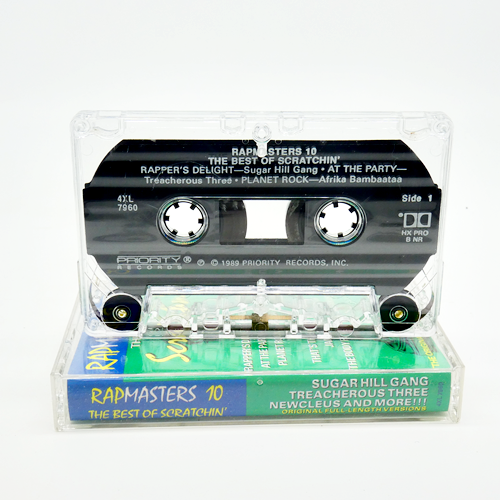 RAPMASTERS 10
THE BEST OF SCRATCHIN'
RAPPER'S DELIGHT—Sugar Hill Gang • AT THE PARTY—
Treacherous Three • PLANET ROCK—Afrika Bambaataa
4XL
7960
Side 1
HX PRO
B NR
PRIORITY ®
RECORDS
℗ © 1989 PRIORITY RECORDS, INC.
RAPMASTERS 10
THE BEST OF SCRATCHIN'
SUGAR HILL GANG
TREACHEROUS THREE
NEWCLEUS AND MORE!!!
ORIGINAL FULL-LENGTH VERSIONS